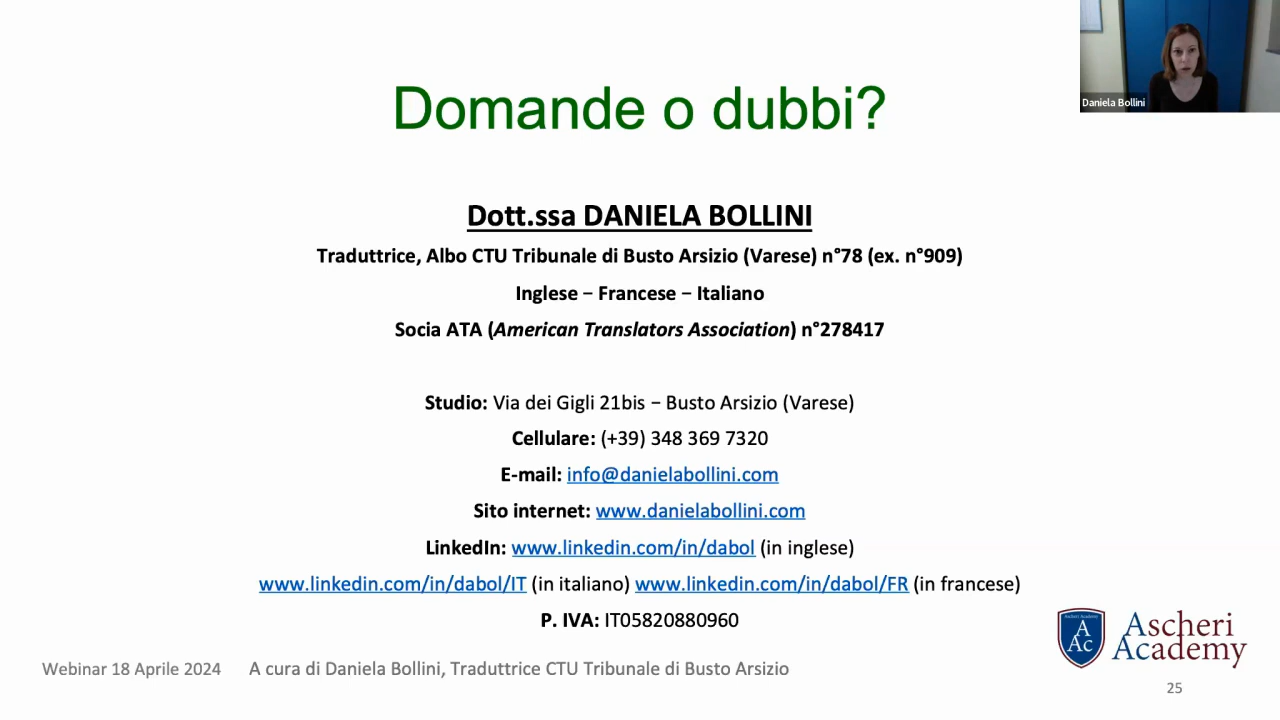 Domande o dubbi?
Daniela Bollini
Dott.ssa DANIELA BOLLINI
Traduttrice, Albo CTU Tribunale di Busto Arsizio (Varese) n°78 (ex. n°909)
Inglese – Francese – Italiano
Socia ATA (American Translators Association) n°278417
Studio: Via dei Gigli 21bis – Busto Arsizio (Varese)
Cellulare: (+39) 348 369 7320
E-mail: info@danielabollini.com
Sito internet: www.danielabollini.com
LinkedIn: www.linkedin.com/in/dabol (in inglese)
www.linkedin.com/in/dabol/IT (in italiano) www.linkedin.com/in/dabol/FR (in francese)
P. IVA: IT05820880960
Ascheri Academy
A
Ac
Ascheri
Academy
Webinar 18 Aprile 2024 A cura di Daniela Bollini, Traduttrice CTU Tribunale di Busto Arsizio
25